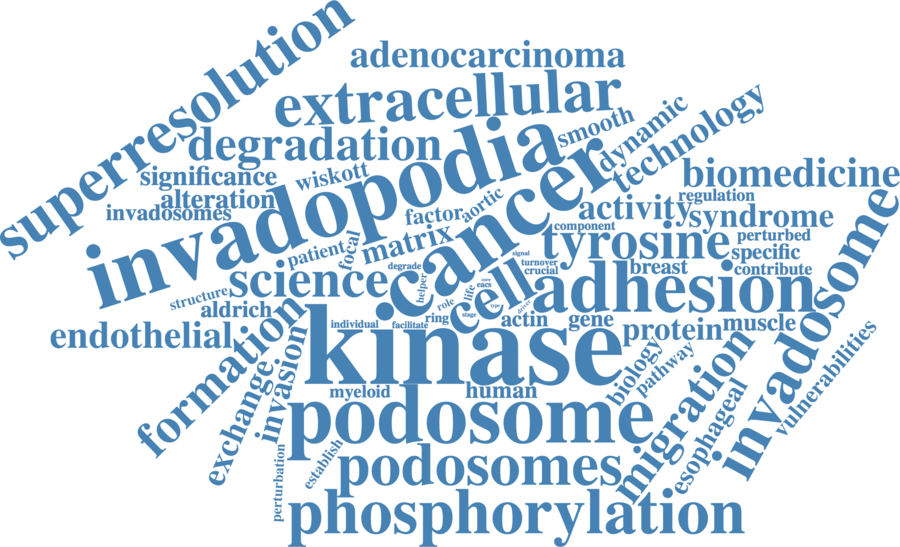 superresolution
adenocarcinoma
extracellular
degradation
smooth
dynamic
technology
significance
wiskott
invadopodia
cancer
biomedicine
alteration
invadosomes
factor
aortic
regulation
activity
syndrome
component
patient
focal
matrix
tyrosine
perturbed
specific
science
degrade
signal
turnover
crucial
breast
contribute
structure
helper
cell
life
eacs
adhesion
invadosome
aldrich
role
type
driver
ring
stage
actin
gene
endothelial
formation
individual
facilitate
kinase
protein
muscle
exchange
invasion
biology
pathway
vulnerabilities
myeloid
human
podosome
migration
esophageal
perturbation
establish
podosomes
phosphorylation